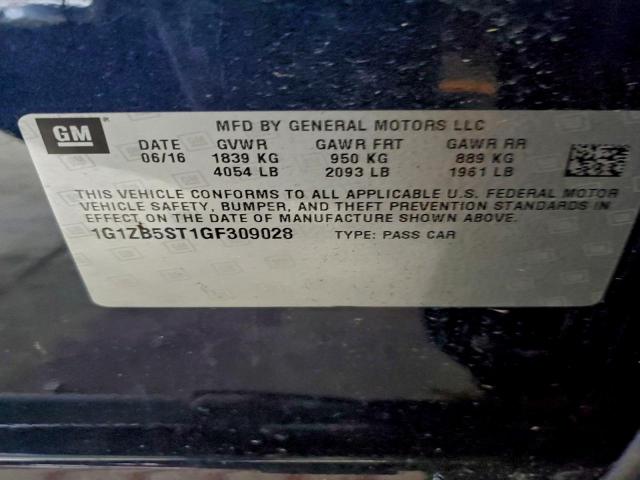 GM
MFD BY GENERAL MOTORS LLC
DATE GVWR GAWR FRT GAWR RR
06/16 1839 KG 950 KG 889 KG
4054 LB 2093 LB 1961 LB
THIS VEHICLE CONFORMS TO ALL APPLICABLE U.S. FEDERAL MOTOR
VEHICLE SAFETY, BUMPER, AND THEFT PREVENTION STANDARDS IN
EFFECT ON THE DATE OF MANUFACTURE SHOWN ABOVE.
1G1ZB5ST1GF309028 TYPE: PASS CAR